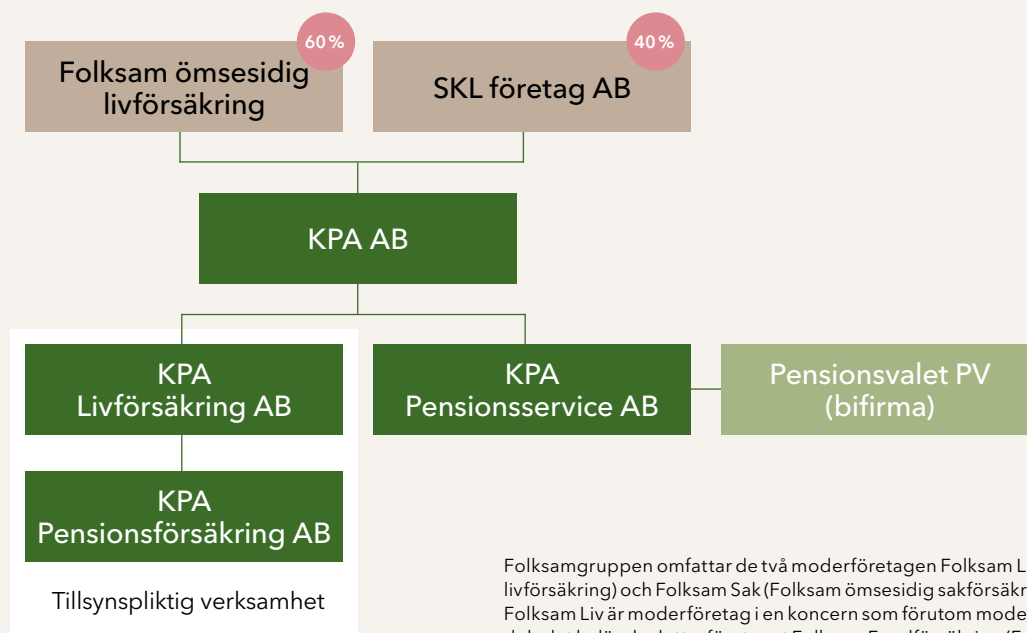 60 %
Folksam ömsesidig
livförsäkring
40 %
SKL företag AB
KPA AB
KPA
Livförsäkring AB
KPA
Pensionsservice AB
Pensionsvalet PV
(bifirma)
KPA
Pensionsförsäkring AB
Tillsynspliktig verksamhet
Folksamgruppen omfattar de två moderföretagen Folksam L
livförsäkring) och Folksam Sak (Folksam ömsesidig sakförsäkr
Folksam Liv är moderföretag i en koncern som förutom mode